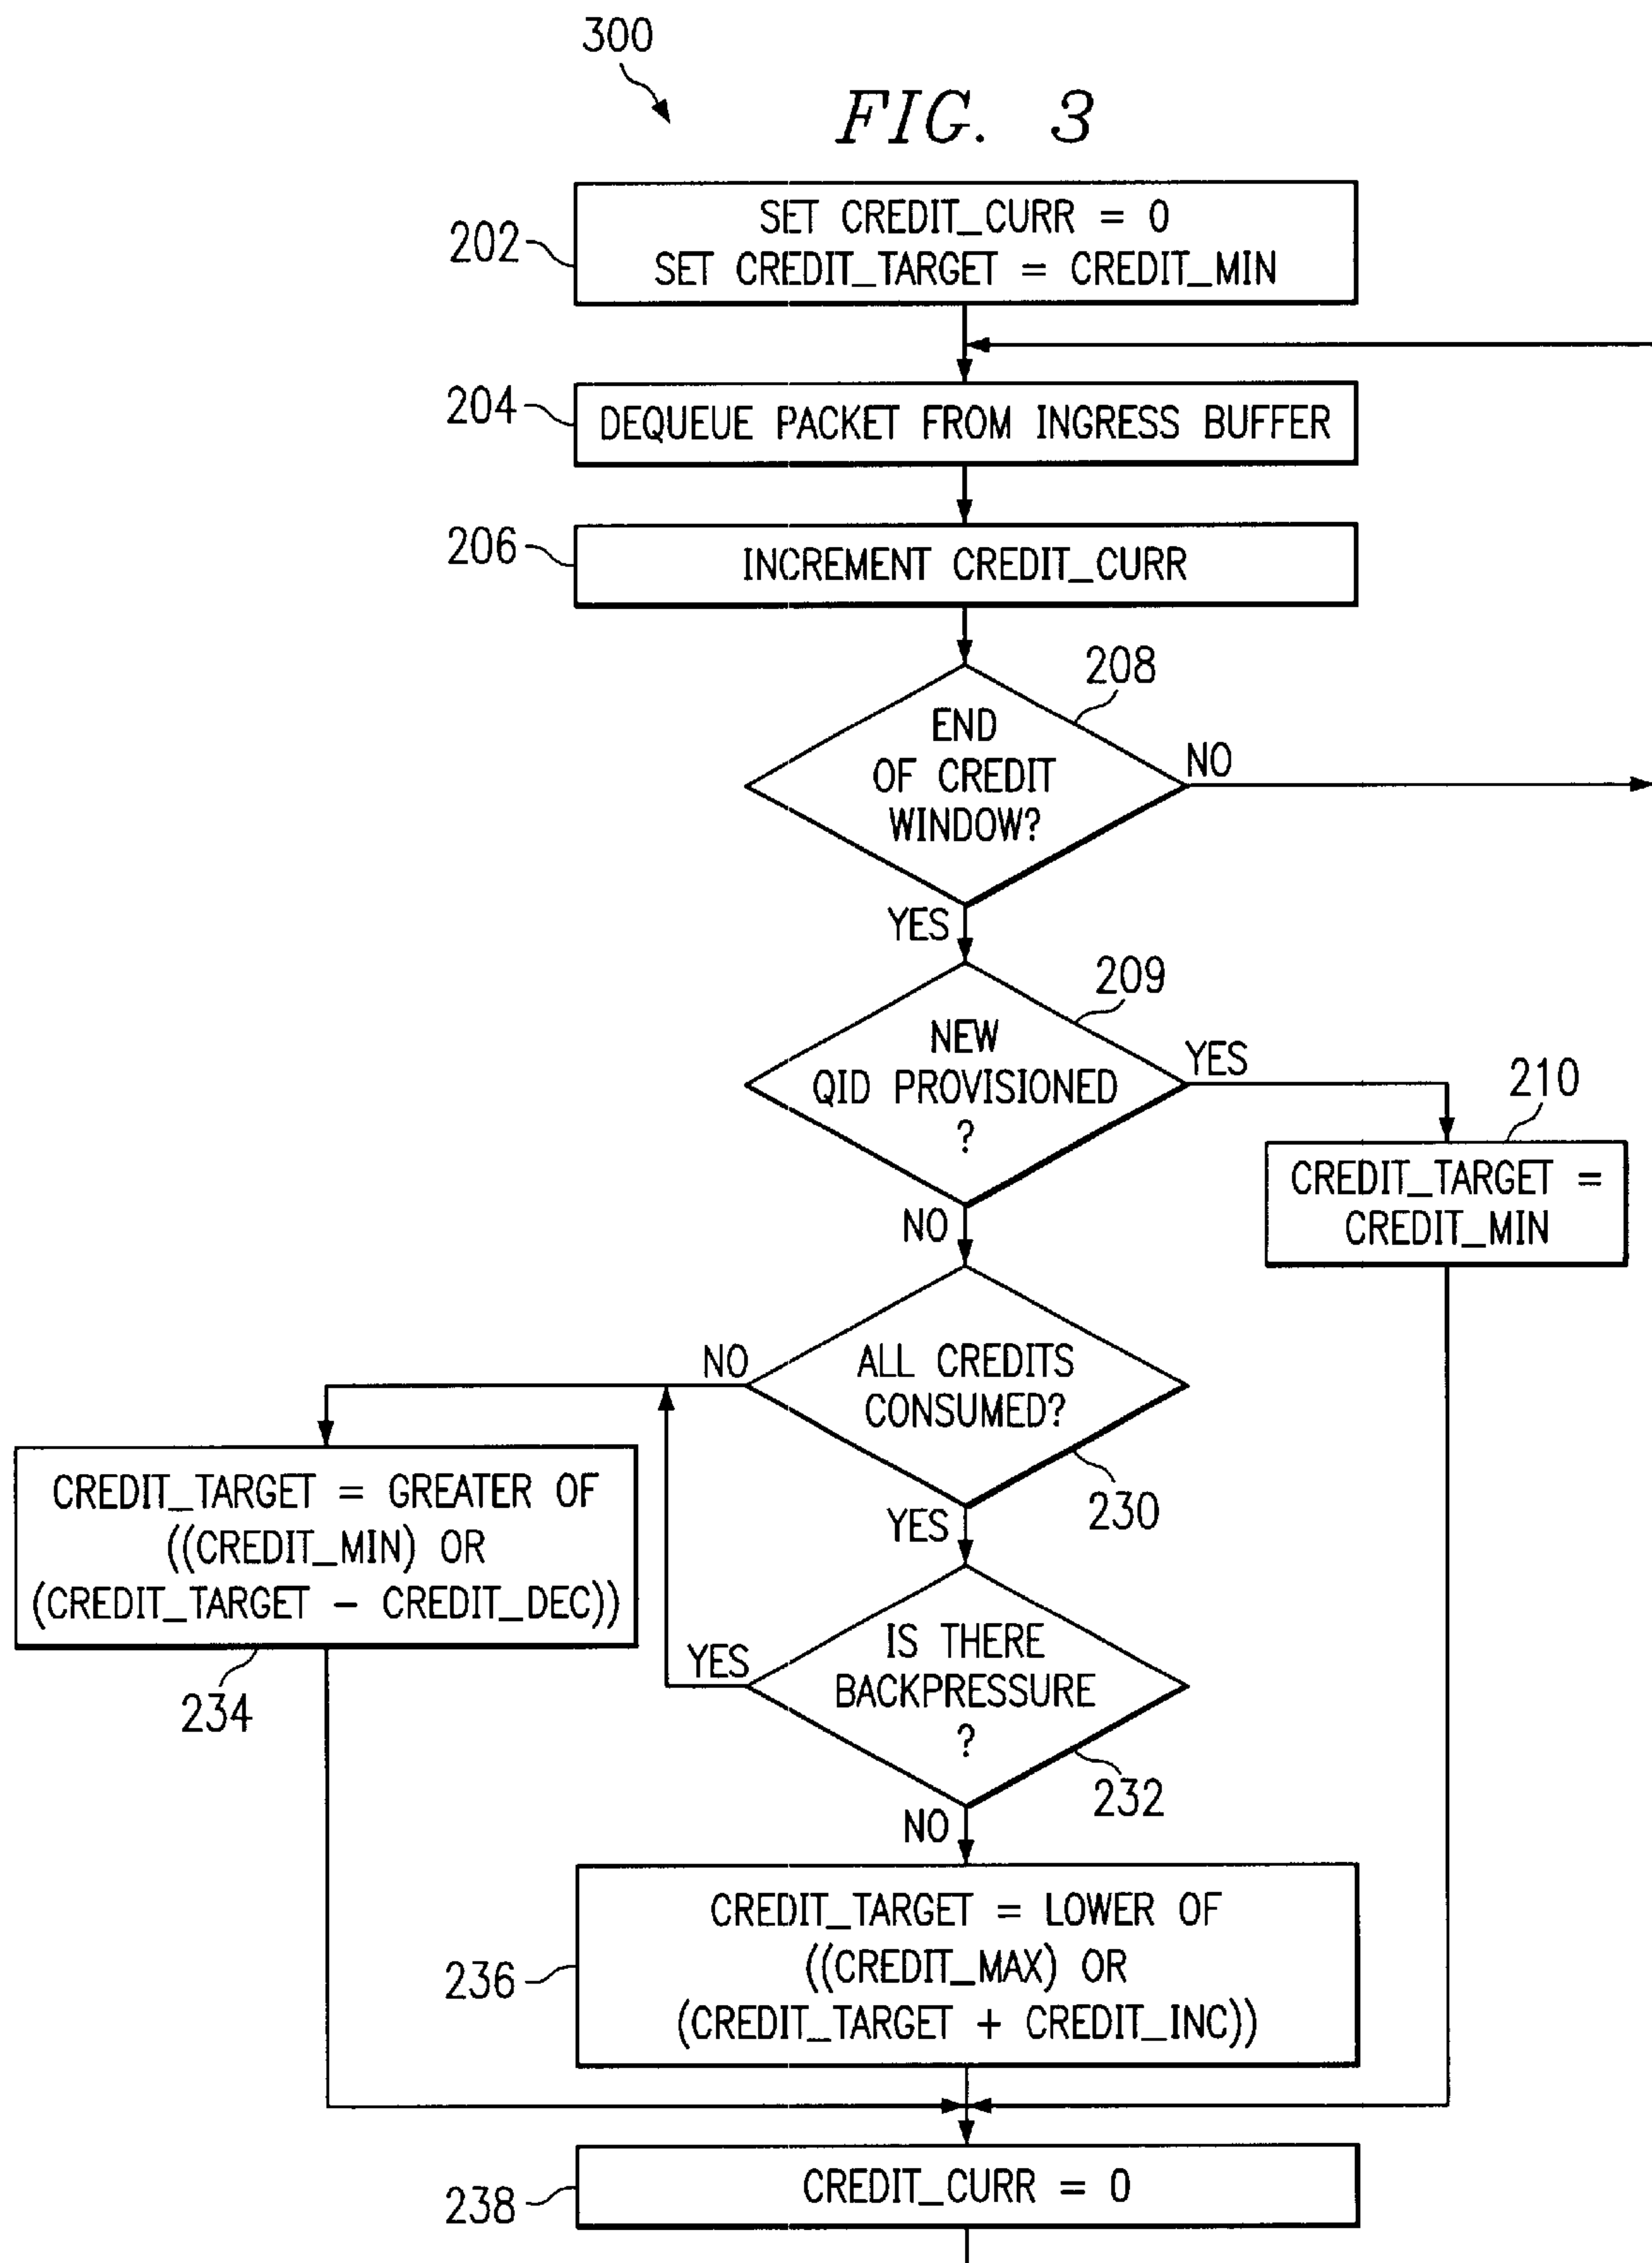 300
FIG. 3
202
SET CREDIT_CURR = 0
SET CREDIT_TARGET = CREDIT_MIN
204
DEQUEUE PACKET FROM INGRESS BUFFER
206
INCREMENT CREDIT_CURR
208
END
OF CREDIT
WINDOW?
NO
YES
209
NEW
QID PROVISIONED
?
YES
210
CREDIT_TARGET =
CREDIT_MIN
NO
ALL CREDITS
CONSUMED?
NO
230
YES
CREDIT_TARGET = GREATER OF
((CREDIT_MIN) OR
(CREDIT_TARGET - CREDIT_DEC))
234
IS THERE
BACKPRESSURE
?
YES
232
NO
236
CREDIT_TARGET = LOWER OF
((CREDIT_MAX) OR
(CREDIT_TARGET + CREDIT_INC))
238
CREDIT_CURR = 0